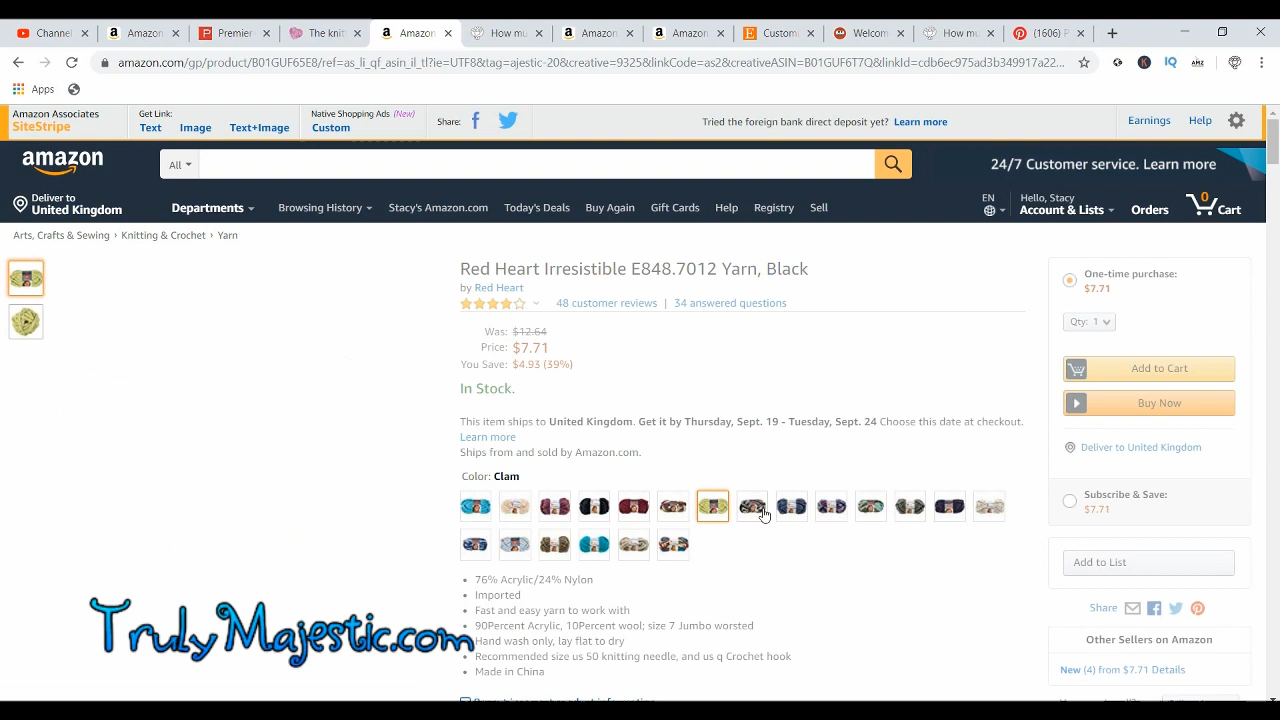 Channel
Amazon
Premier
The knit
Amazon
How mu
Amazon
Amazon
Custom
Welcom
How mu
(1606) P
amazon.com/gp/product/B01GUF65E8/ref=as_li_qf_asin_il_tl?ie=UTF8&tag=ajestic-20&creative=9325&linkCode=as2&creativeASIN=B01GUF6T7Q&linkId=cdb6ec975ad3b349917a22...
Apps
Amazon Associates
SiteStripe
Get Link:
Text Image Text+Image
Native Shopping Ads (New)
Custom
Share:
Tried the foreign bank direct deposit yet? Learn more
Earnings Help
amazon
All
24/7 Customer service. Learn more
Deliver to
United Kingdom
Departments
Browsing History
Stacy's Amazon.com
Today's Deals
Buy Again
Gift Cards
Help
Registry
Sell
EN
Hello, Stacy
Account & Lists
Orders
0
Cart
Arts, Crafts & Sewing › Knitting & Crochet › Yarn
Red Heart Irresistible E848.7012 Yarn, Black
by Red Heart
48 customer reviews | 34 answered questions
Was: $12.64
Price: $7.71
You Save: $4.93 (39%)
In Stock.
This item ships to United Kingdom. Get it by Thursday, Sept. 19 - Tuesday, Sept. 24 Choose this date at checkout.
Learn more
Ships from and sold by Amazon.com.
Color: Clam
76% Acrylic/24% Nylon
Imported
Fast and easy yarn to work with
90Percent Acrylic, 10Percent wool; size 7 Jumbo worsted
Hand wash only, lay flat to dry
Recommended size us 50 knitting needle, and us q Crochet hook
Made in China
One-time purchase:
$7.71
Qty: 1
Add to Cart
Buy Now
Deliver to United Kingdom
Subscribe & Save:
$7.71
Add to List
Share
Other Sellers on Amazon
New (4) from $7.71 Details
TrulyMajestic.com